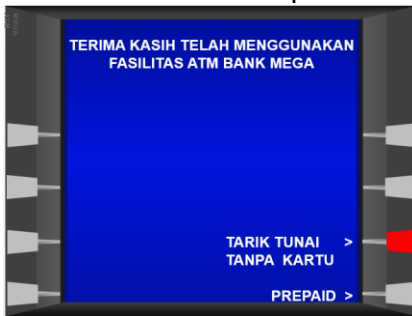 TERIMA KASIH TELAH MENGGUNAKAN
FASILITAS ATM BANK MEGA
TARIK TUNAI >
TANPA KARTU
PREPAID >